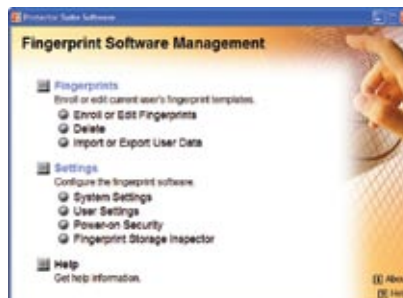 Protector Suite Software
Fingerprint Software Management
Fingerprints
Enroll or edit current user's fingerprint templates.
Enroll or Edit Fingerprints
Delete
Import or Export User Data
Settings
Configure the fingerprint software.
System Settings
User Settings
Power-on Security
Fingerprint Storage Inspector
Help
Get help information.